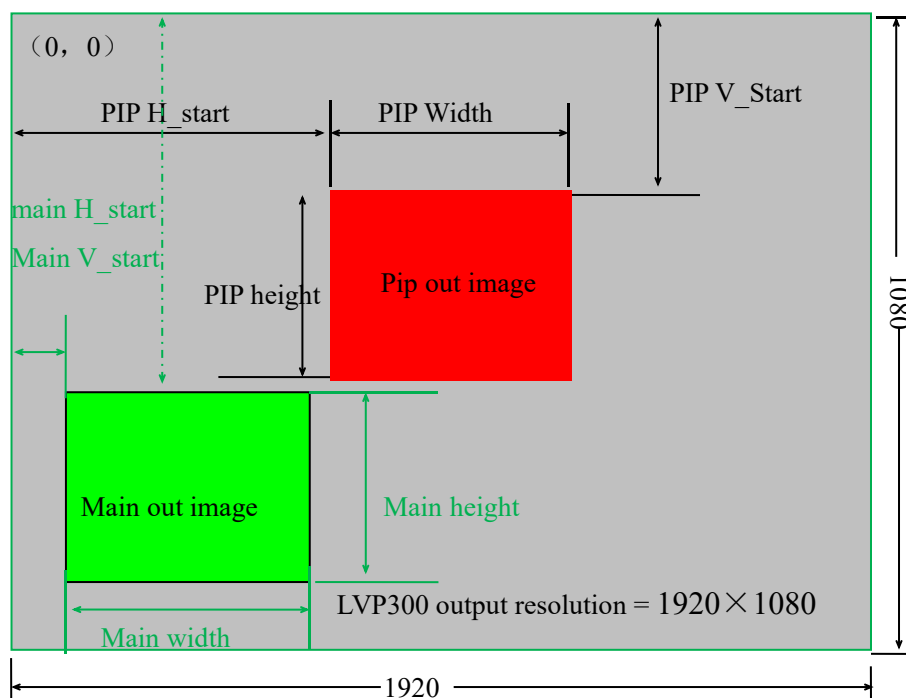 （0，0）
PIP V_Start
PIP H_start
PIP Width
main H_start
Main V_start
PIP height
Pip out image
1080
Main out image
Main height
LVP300 output resolution = 1920×1080
Main width
1920